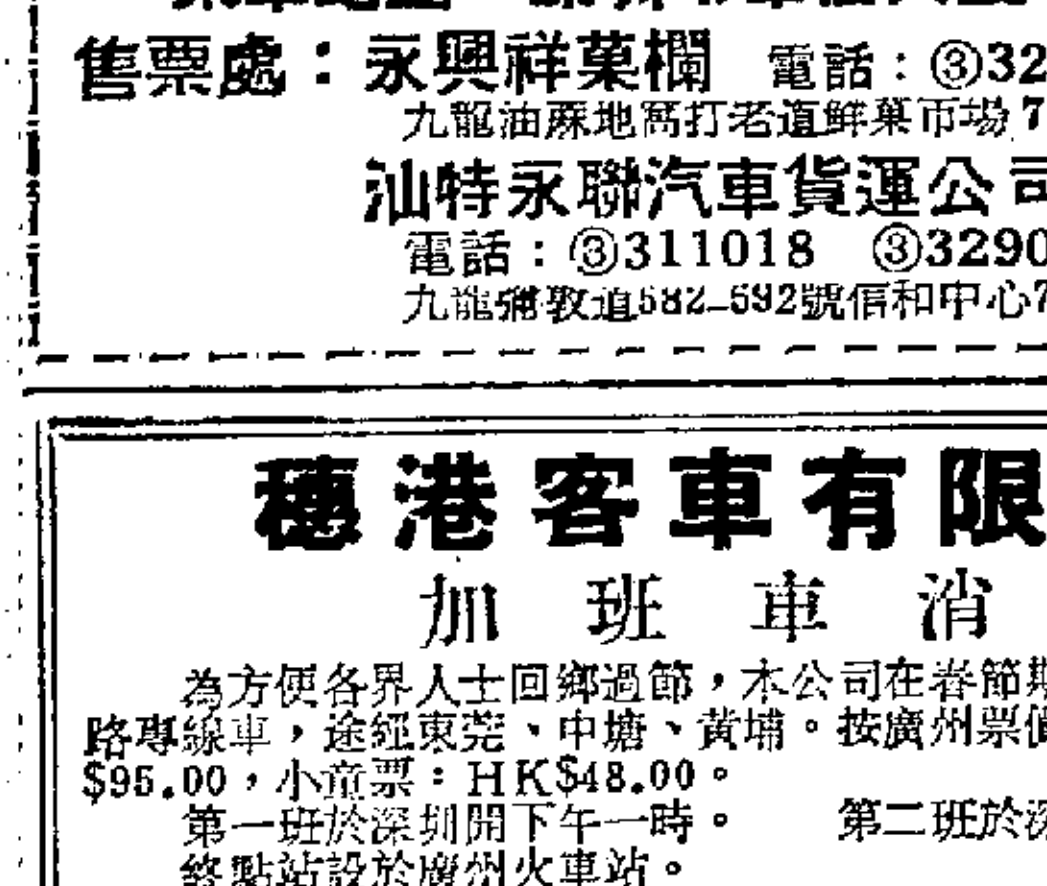 售票處：永興祥菓欄　電話：③32
九龍油蔴地窩打老道鮮菓市場7
汕特永聯汽車貨運公司
電話：③311018　③3290
九龍彌敦道582-592號信和中心7
穗港客車有限
加班車消
為方便各界人士回鄉過節，本公司在春節期
路專線車，途經東莞、中塘、黃埔。按廣州票價
$95.00，小童票：HK$48.00。
第一班於深圳開下午一時。　第二班於深
終點站設於廣州火車站。